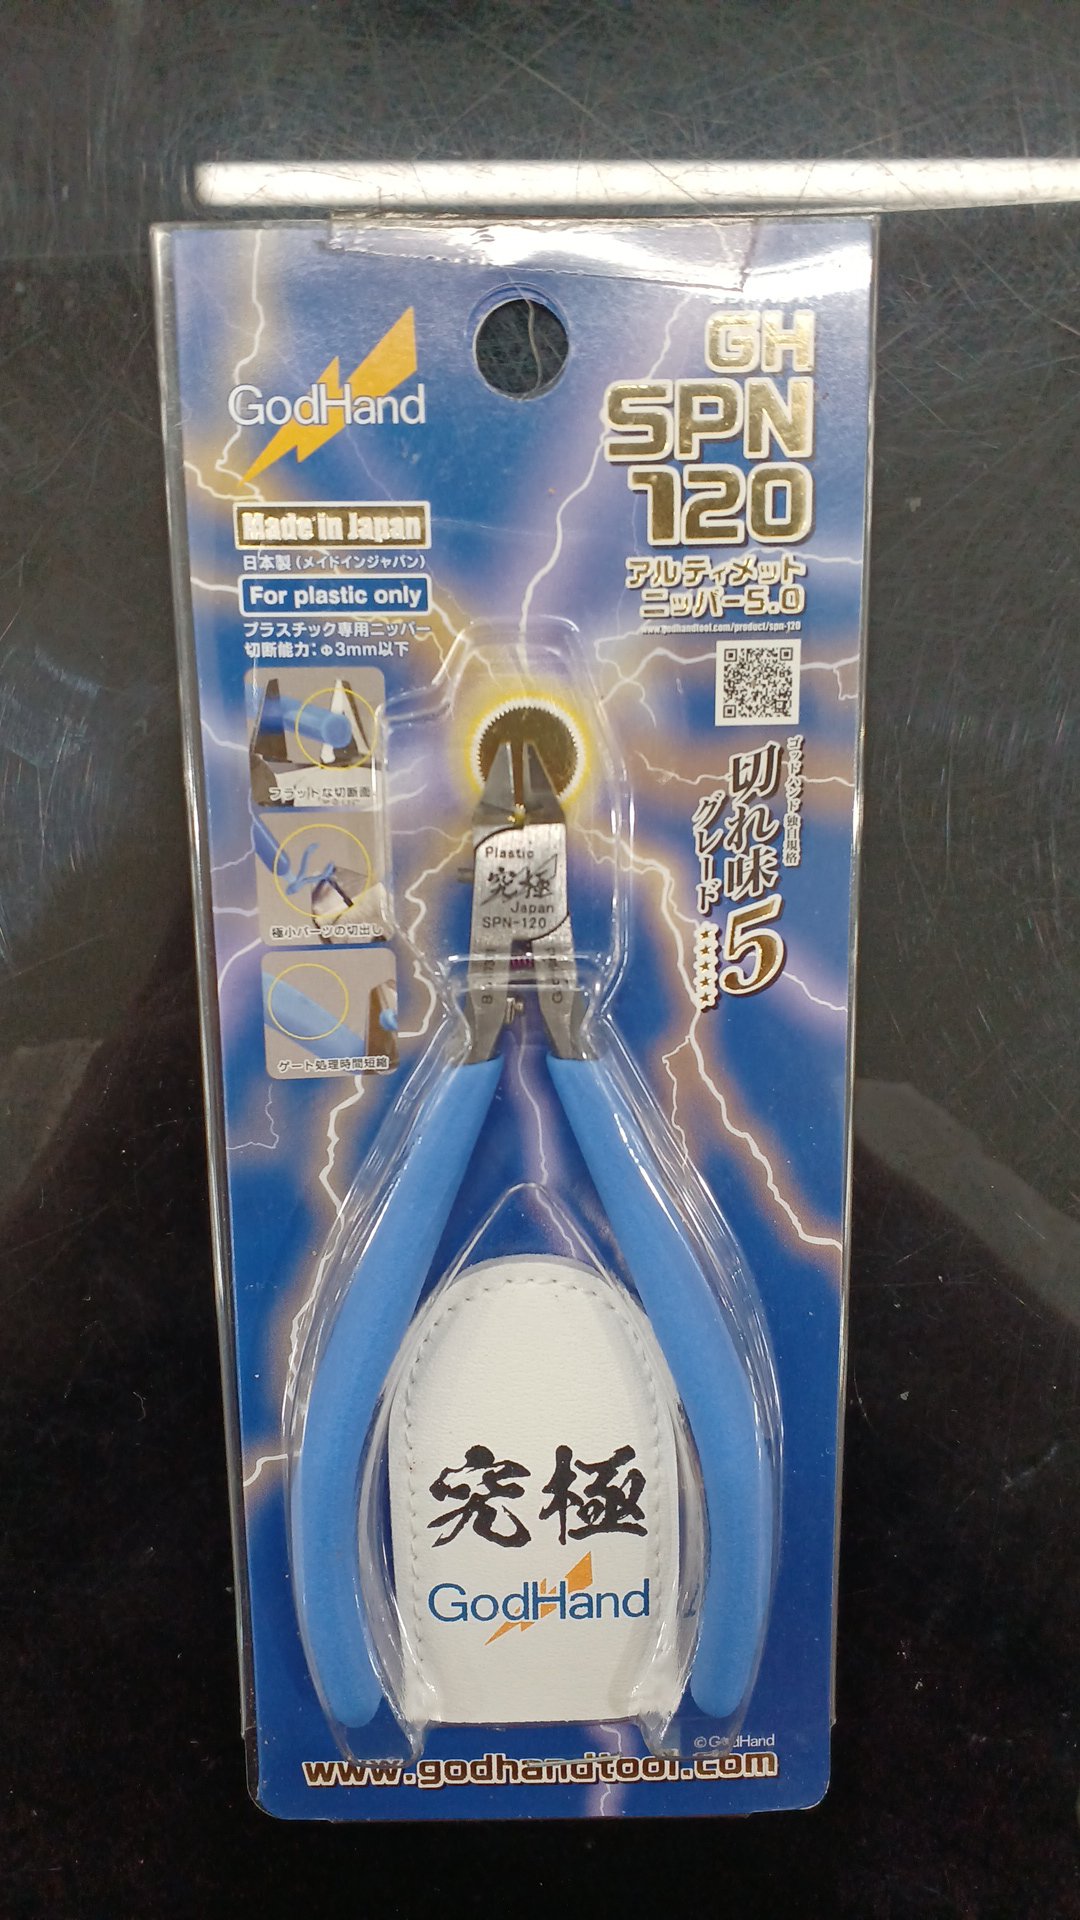 GodHand
GH
SPN
120
Made in Japan
日本製（メイドインジャパン）
For plastic only
プラスチック専用ニッパー
切断能力：Φ3mm以下
アルティメット
ニッパー5.0
www.godhandtool.com/product/spn-120
フラットな切断面
極小パーツの切出し
ゲート処理時間短縮
ゴッドハンド独自規格
切れ味
グレード
5
★★★★★
Plastic
究極
Japan
SPN-120
究極
GodHand
© GodHand
www.godhandtool.com